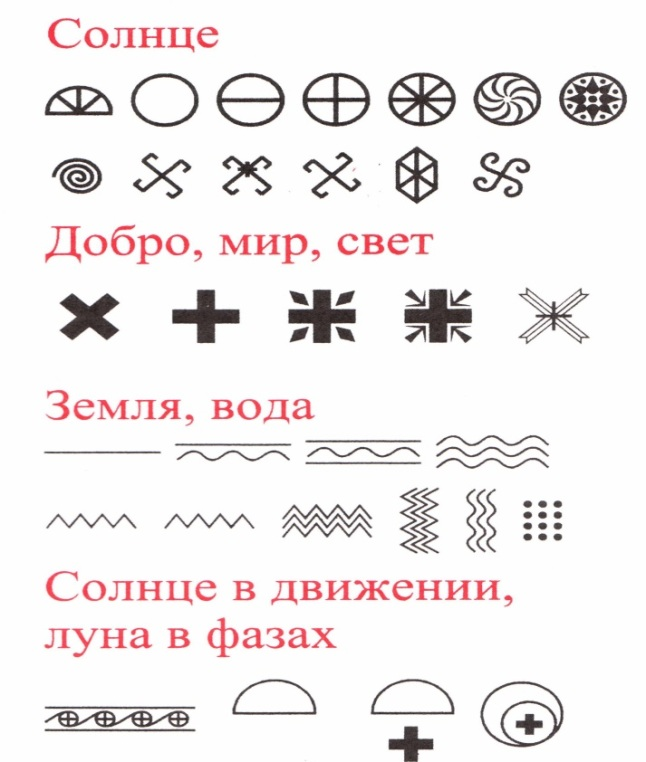 Солнце
Добро, мир, свет
Земля, вода
Солнце в движении,
луна в фазах